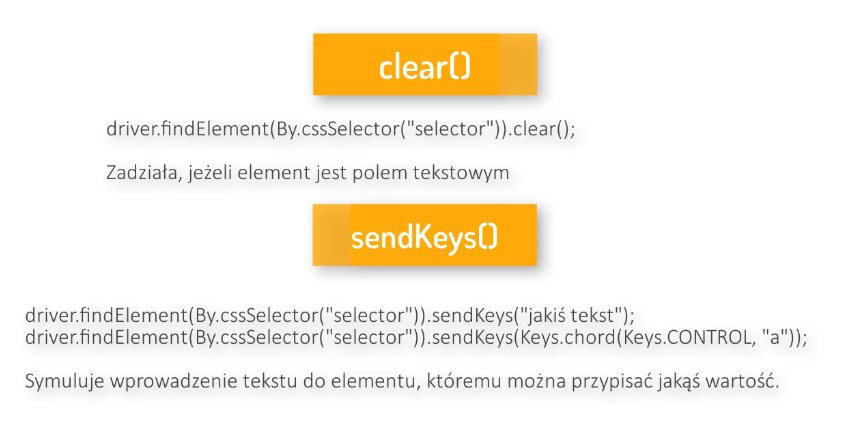 clear()
driver.findElement(By.cssSelector("selector")).clear();
Zadziała, jeżeli element jest polem tekstowym
sendKeys()
driver.findElement(By.cssSelector("selector")).sendKeys("jakiś tekst");
driver.findElement(By.cssSelector("selector")).sendKeys(Keys.chord(Keys.CONTROL, "a"));
Symuluje wprowadzenie tekstu do elementu, któremu można przypisać jakąś wartość.